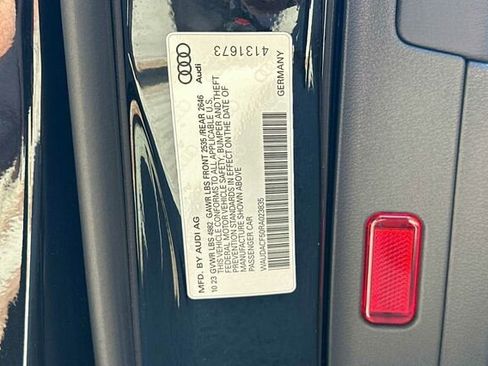 MFD. BY AUDI AG
10 23 GVWR LBS 4982 GAWR LBS FRONT 2535 /REAR 2646
THIS VEHICLE CONFORMS TO ALL APPLICABLE U.S.
FEDERAL MOTOR VEHICLE SAFETY, BUMPER AND THEFT
PREVENTION STANDARDS IN EFFECT ON THE DATE OF
MANUFACTURE SHOWN ABOVE
PASSENGER CAR
WAUDACF50RA023835
GERMANY
Audi
4131673